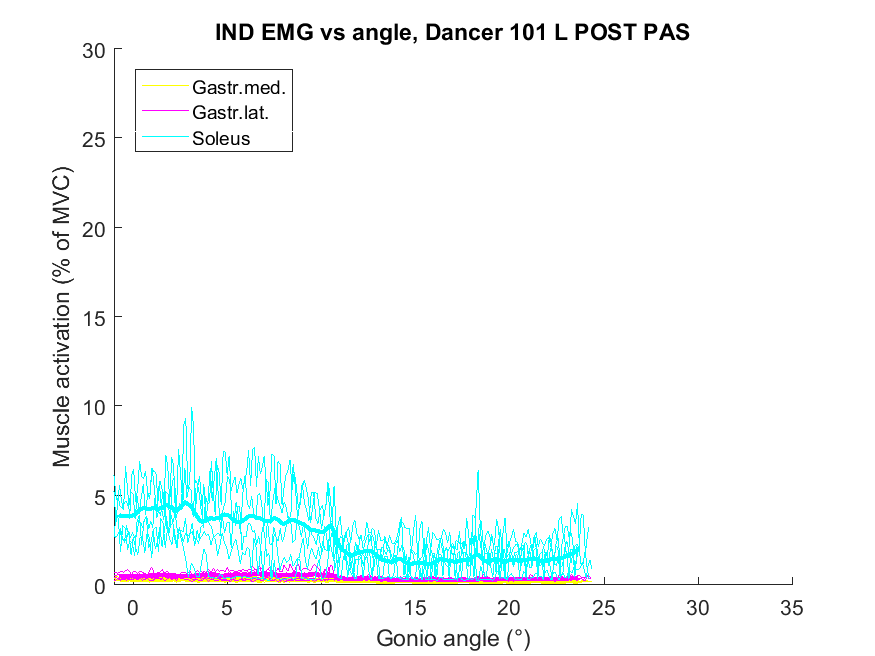 IND EMG vs angle, Dancer 101 L POST PAS
30
25
20
15
10
5
0
Muscle activation (% of MVC)
Gastr.med.
Gastr.lat.
Soleus
0 5 10 15 20 25 30 35
Gonio angle (°)